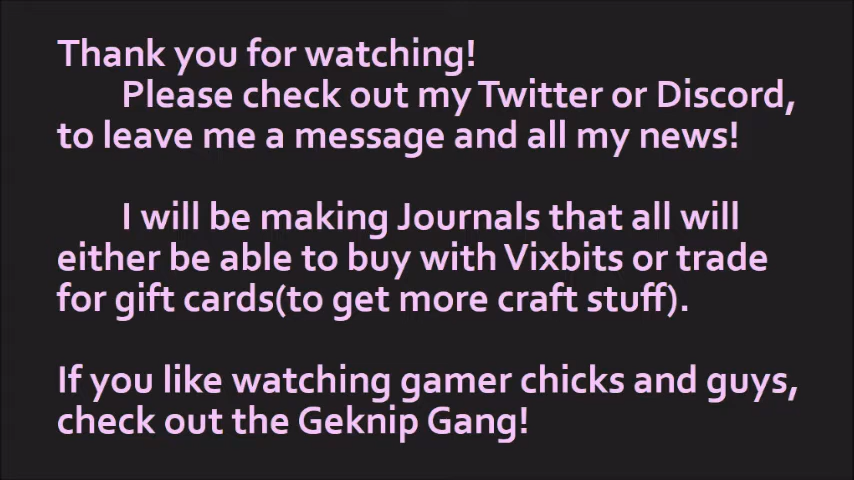 Thank you for watching!
Please check out my Twitter or Discord,
to leave me a message and all my news!
I will be making Journals that all will
either be able to buy with Vixbits or trade
for gift cards(to get more craft stuff).
If you like watching gamer chicks and guys,
check out the Geknip Gang!